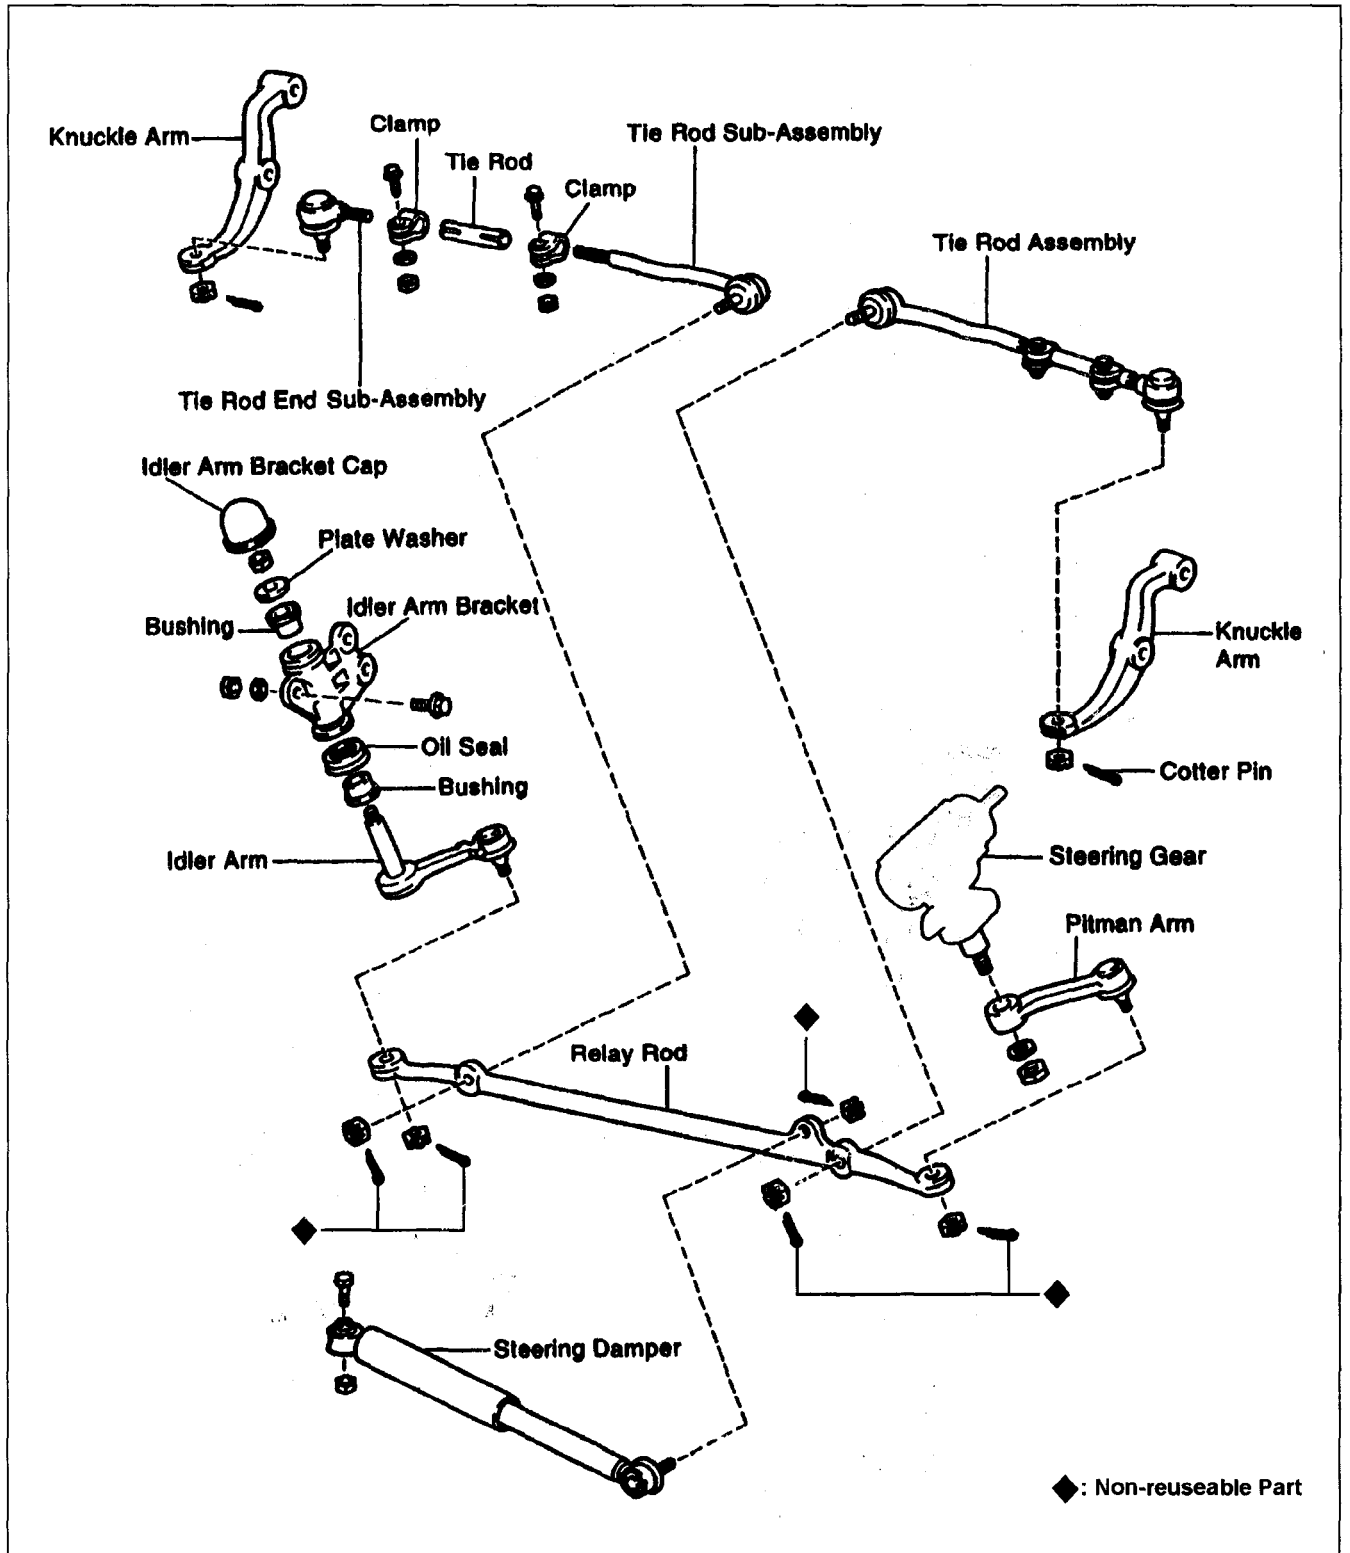 Knuckle Arm
Clamp
Tie Rod
Clamp
Tie Rod Sub-Assembly
Tie Rod Assembly
Tie Rod End Sub-Assembly
Idler Arm Bracket Cap
Plate Washer
Idler Arm Bracket
Bushing
Knuckle
Arm
Oil Seal
Bushing
Cotter Pin
Idler Arm
Steering Gear
Pitman Arm
Relay Rod
Steering Damper
◆: Non-reuseable Part